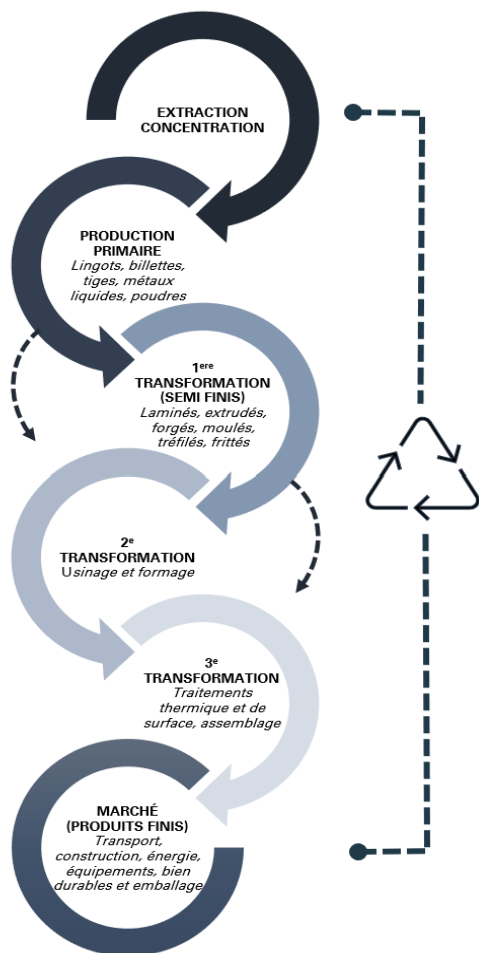 EXTRACTION
CONCENTRATION
PRODUCTION
PRIMAIRE
Lingots, billettes,
tiges, métaux
liquides, poudres
1ere
TRANSFORMATION
(SEMI FINIS)
Laminés, extrudés,
forgés, moulés,
tréfilés, frittés
2e
TRANSFORMATION
Usinage et formage
3e
TRANSFORMATION
Traitements
thermique et de
surface, assemblage
MARCHÉ
(PRODUITS FINIS)
Transport,
construction, énergie,
équipements, bien
durables et emballage